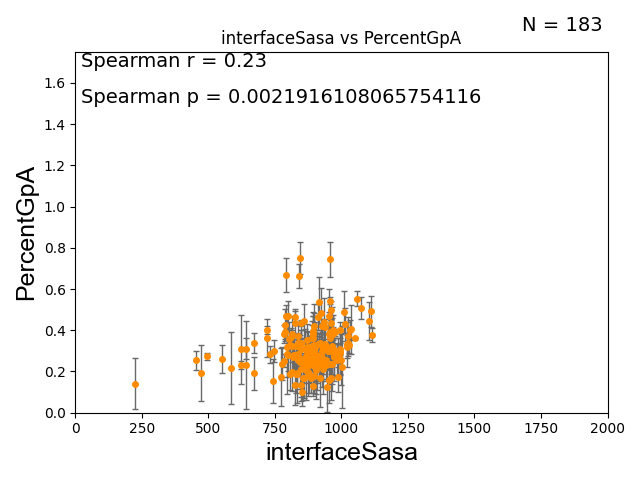 N = 183
interfaceSasa vs PercentGpA
Spearman r = 0.23
Spearman p = 0.0021916108065754116
1.6
1.4
1.2
1.0
0.8
0.6
0.4
0.2
0.0
PercentGpA
0 250 500 750 1000 1250 1500 1750 2000
interfaceSasa